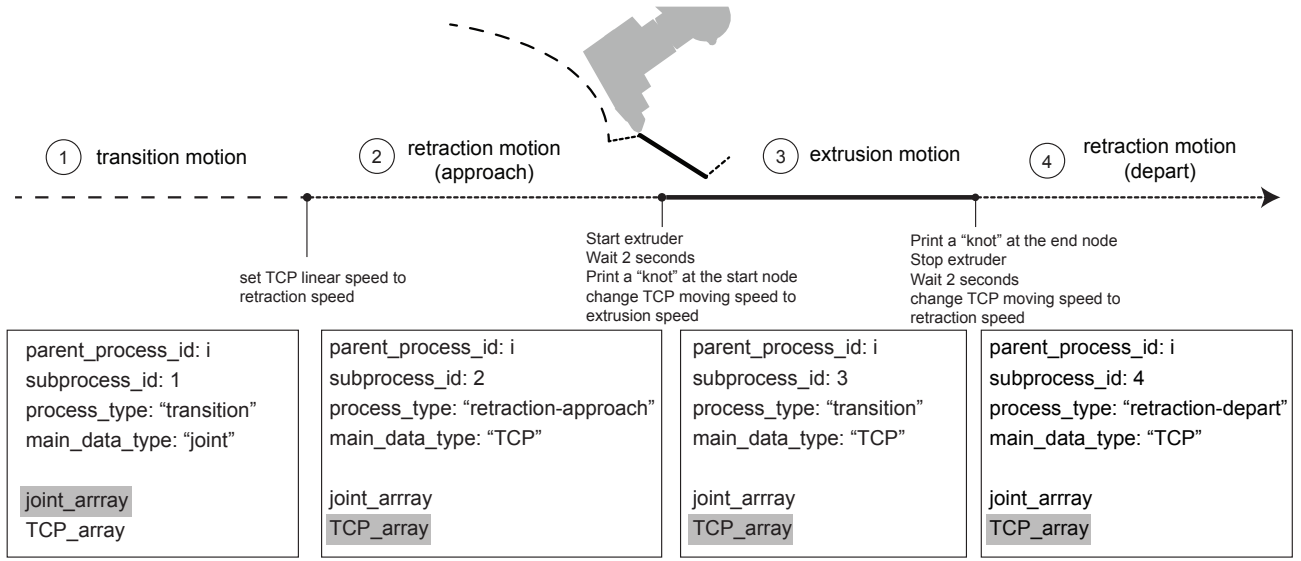 1 transition motion
2 retraction motion
(approach)
3 extrusion motion
4 retraction motion
(depart)
set TCP linear speed to
retraction speed
Start extruder
Wait 2 seconds
Print a “knot” at the start node
change TCP moving speed to
extrusion speed
Print a “knot” at the end node
Stop extruder
Wait 2 seconds
change TCP moving speed to
retraction speed
parent_process_id: i
subprocess_id: 1
process_type: “transition”
main_data_type: “joint”
joint_arrray
TCP_array
parent_process_id: i
subprocess_id: 2
process_type: “retraction-approach”
main_data_type: “TCP”
joint_arrray
TCP_array
parent_process_id: i
subprocess_id: 3
process_type: “transition”
main_data_type: “TCP”
joint_arrray
TCP_array
parent_process_id: i
subprocess_id: 4
process_type: “retraction-depart”
main_data_type: “TCP”
joint_arrray
TCP_array